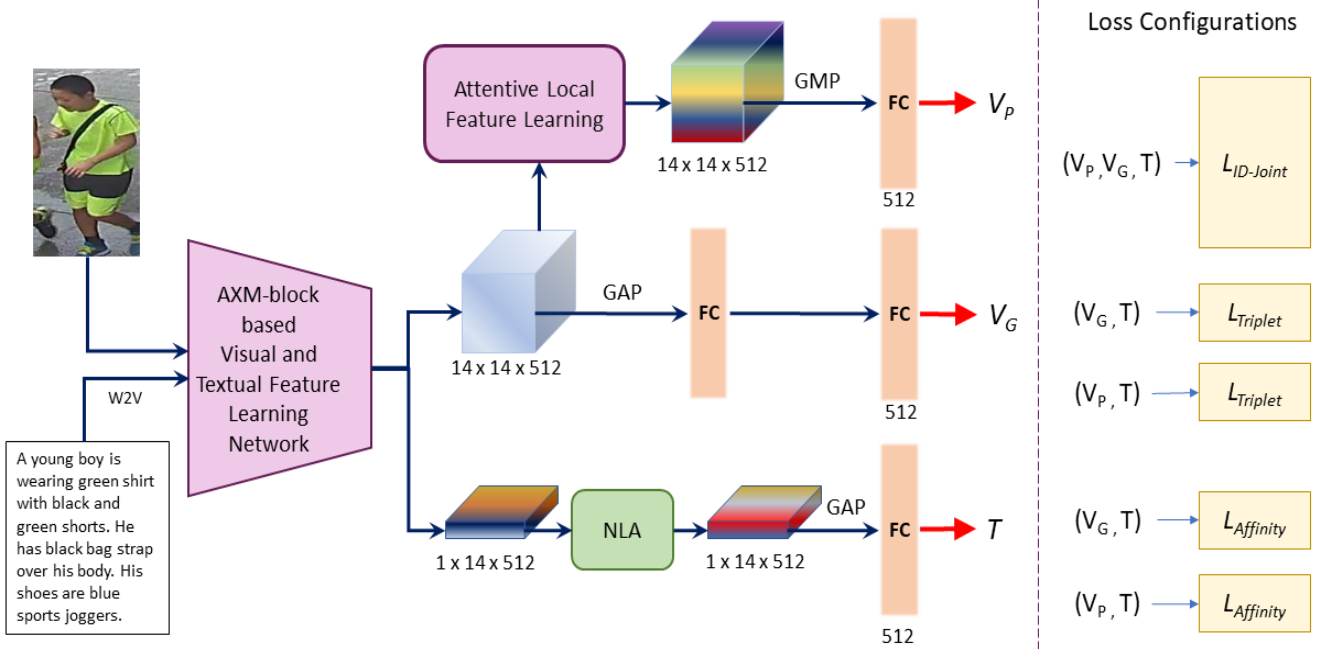 Loss Configurations
Attentive Local
Feature Learning
GMP
FC
V_P
14 x 14 x 512
512
(V_P , V_G , T)
L_ID-Joint
AXM-block
based
Visual and
Textual Feature
Learning
Network
W2V
GAP
FC
FC
V_G
14 x 14 x 512
512
(V_G , T)
L_Triplet
(V_P , T)
L_Triplet
A young boy is
wearing green shirt
with black and
green shorts. He
has black bag strap
over his body. His
shoes are blue
sports joggers.
1 x 14 x 512
NLA
1 x 14 x 512
GAP
FC
T
512
(V_G , T)
L_Affinity
(V_P , T)
L_Affinity